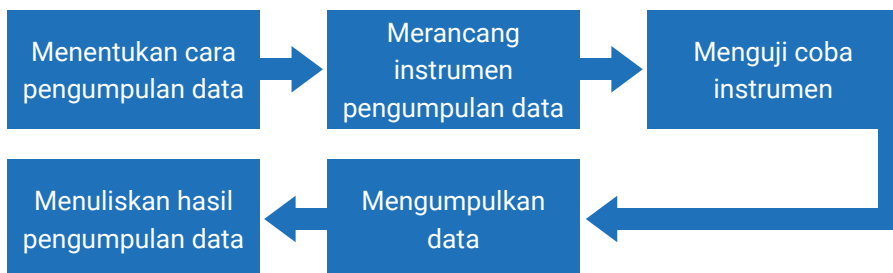 Menentukan cara
pengumpulan data
Merancang
instrumen
pengumpulan data
Menguji coba
instrumen
Mengumpulkan
data
Menuliskan hasil
pengumpulan data